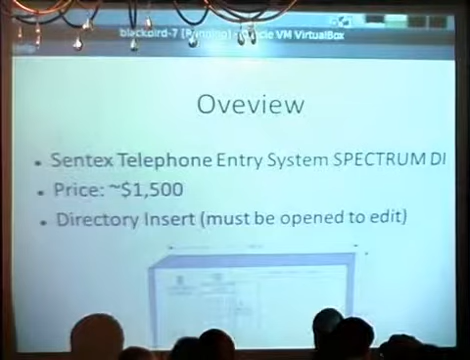 blackbird-7 [Running] - Oracle VM VirtualBox
Oveview
• Sentex Telephone Entry System SPECTRUM DI
• Price: ~$1,500
• Directory Insert (must be opened to edit)